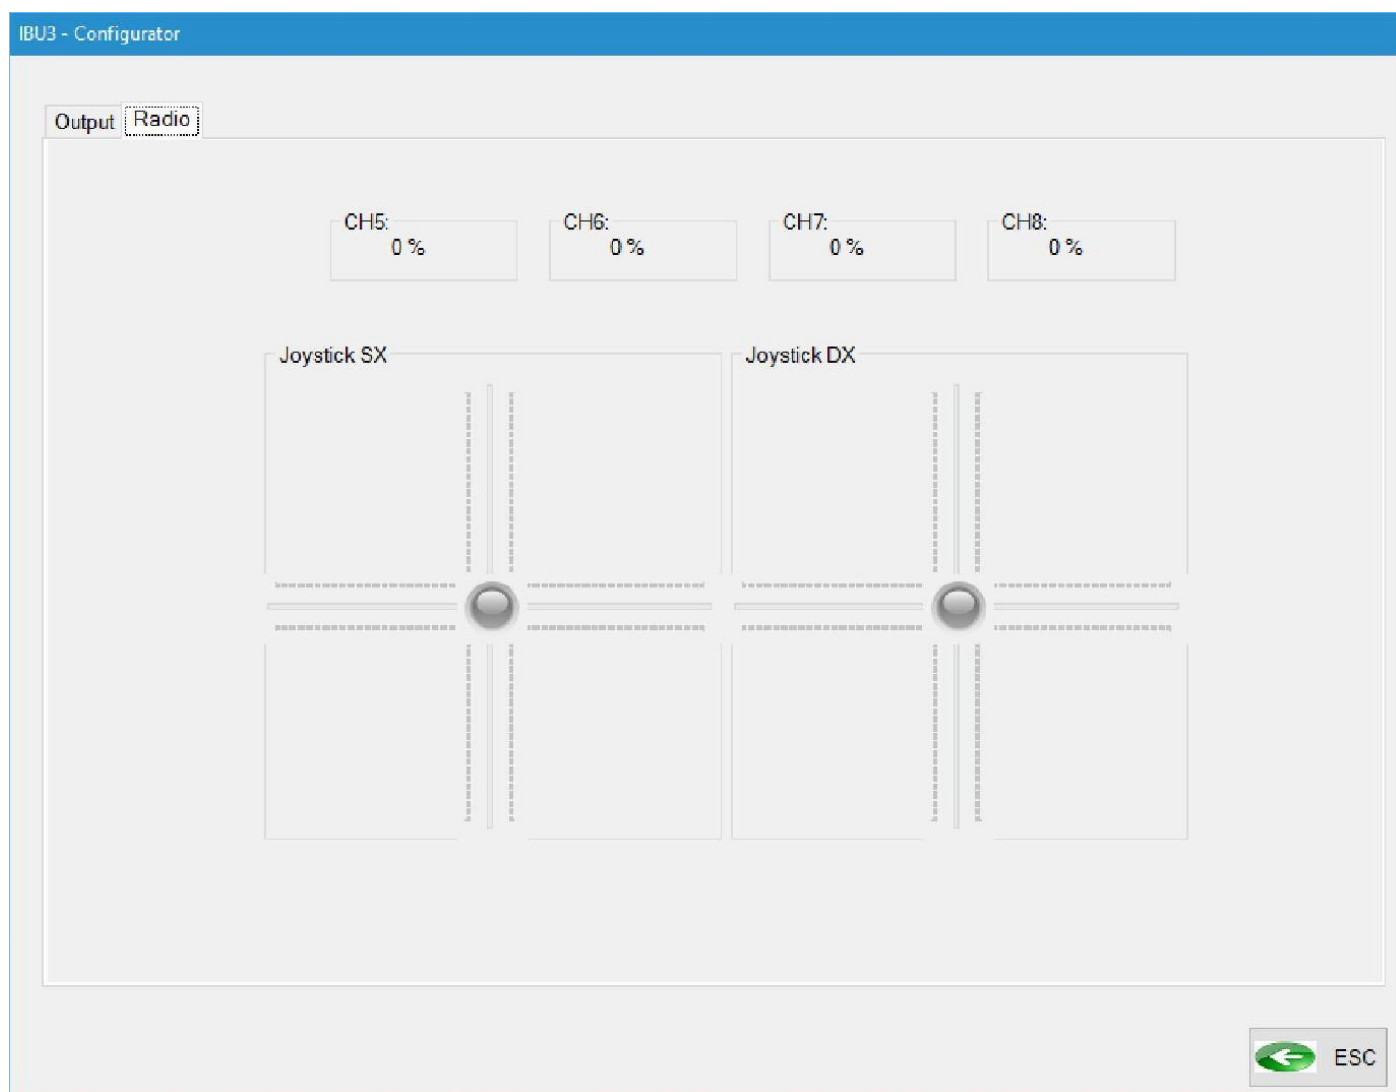 IBU3 - Configurator
Output Radio
CH5: CH6: CH7: CH8:
0 % 0 % 0 % 0 %
Joystick SX Joystick DX
ESC